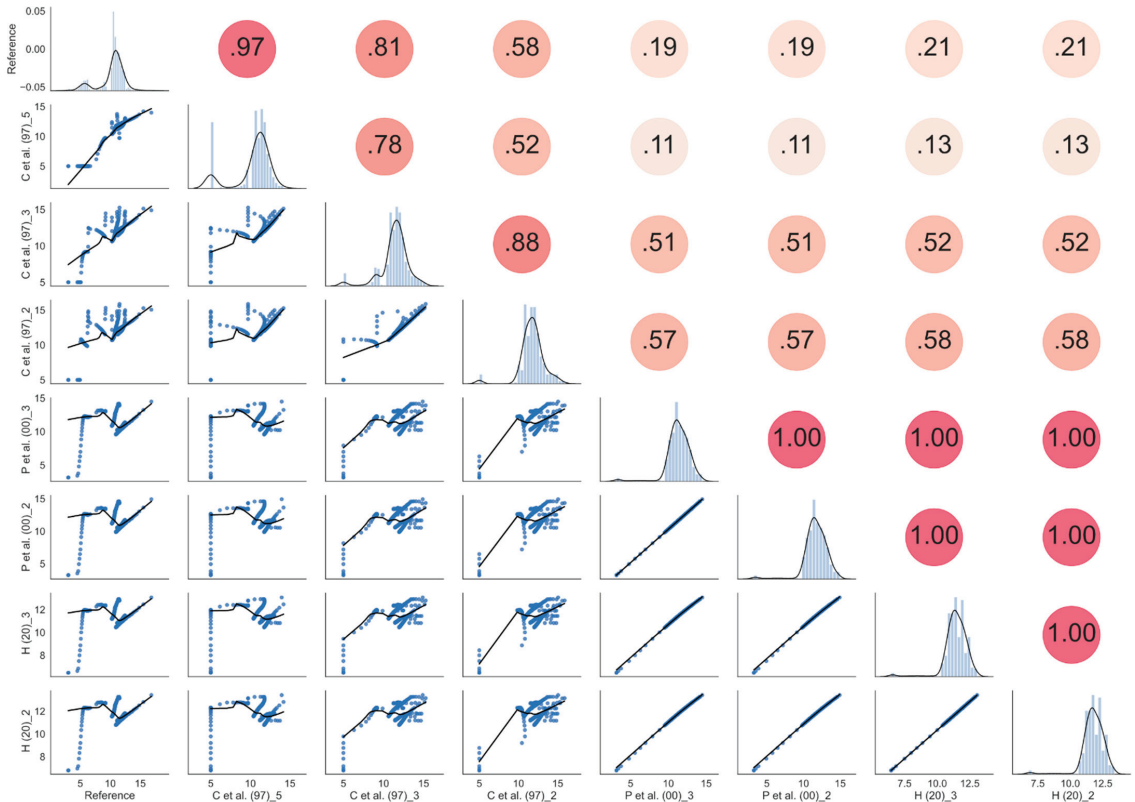 0.05
0.00
−0.05
Reference
.97
.81
.58
.19
.19
.21
.21
15
10
5
C et al. (97)_5
.78
.52
.11
.11
.13
.13
15
10
5
C et al. (97)_3
.88
.51
.51
.52
.52
15
10
5
C et al. (97)_2
.57
.57
.58
.58
15
10
5
P et al. (00)_3
1.00
1.00
1.00
15
10
5
P et al. (00)_2
1.00
1.00
12
10
8
H (20)_3
1.00
12
10
8
H (20)_2
5 10 15
5 10 15
5 10 15
5 10 15
5 10 15
5 10 15
7.5 10.0 12.5
7.5 10.0 12.5
Reference
C et al. (97)_5
C et al. (97)_3
C et al. (97)_2
P et al. (00)_3
P et al. (00)_2
H (20)_3
H (20)_2